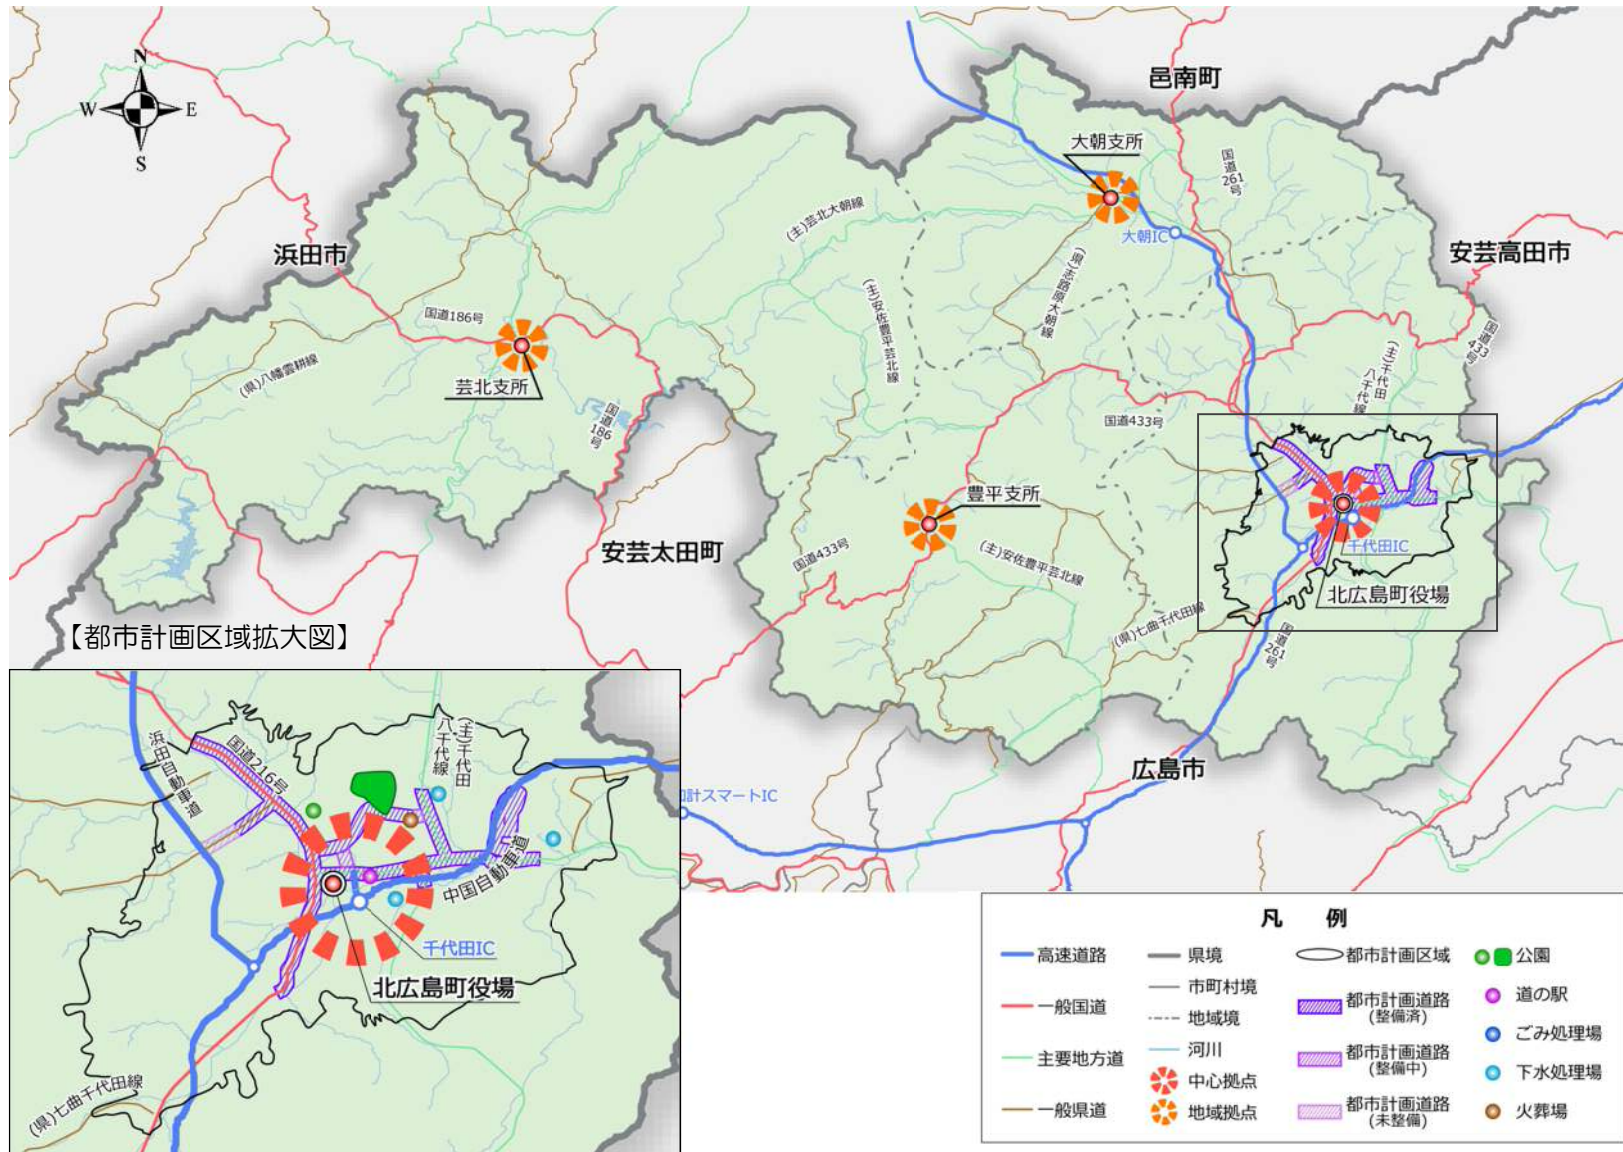 N
W
E
S
邑南町
大朝支所
国道261号
浜田市
(主)芸北大朝線
大朝IC
安芸高田市
(県)志路原大朝線
(主)安佐豊平芸北線
国道186号
国道433号
(主)千代田八千代線
(県)八幡雲耕線
芸北支所
国道186号
国道433号
豊平支所
安芸太田町
国道433号
(主)安佐豊平芸北線
千代田IC
北広島町役場
(県)七曲千代田線
国道261号
【都市計画区域拡大図】
広島市
計スマートIC
浜田自動車道
国道216号
(主)千代田八千代線
中国自動車道
千代田IC
北広島町役場
(県)七曲千代田線
凡 例
高速道路
一般国道
主要地方道
一般県道
県境
市町村境
地域境
河川
中心拠点
地域拠点
都市計画区域
都市計画道路
(整備済)
都市計画道路
(整備中)
都市計画道路
(未整備)
公園
道の駅
ごみ処理場
下水処理場
火葬場